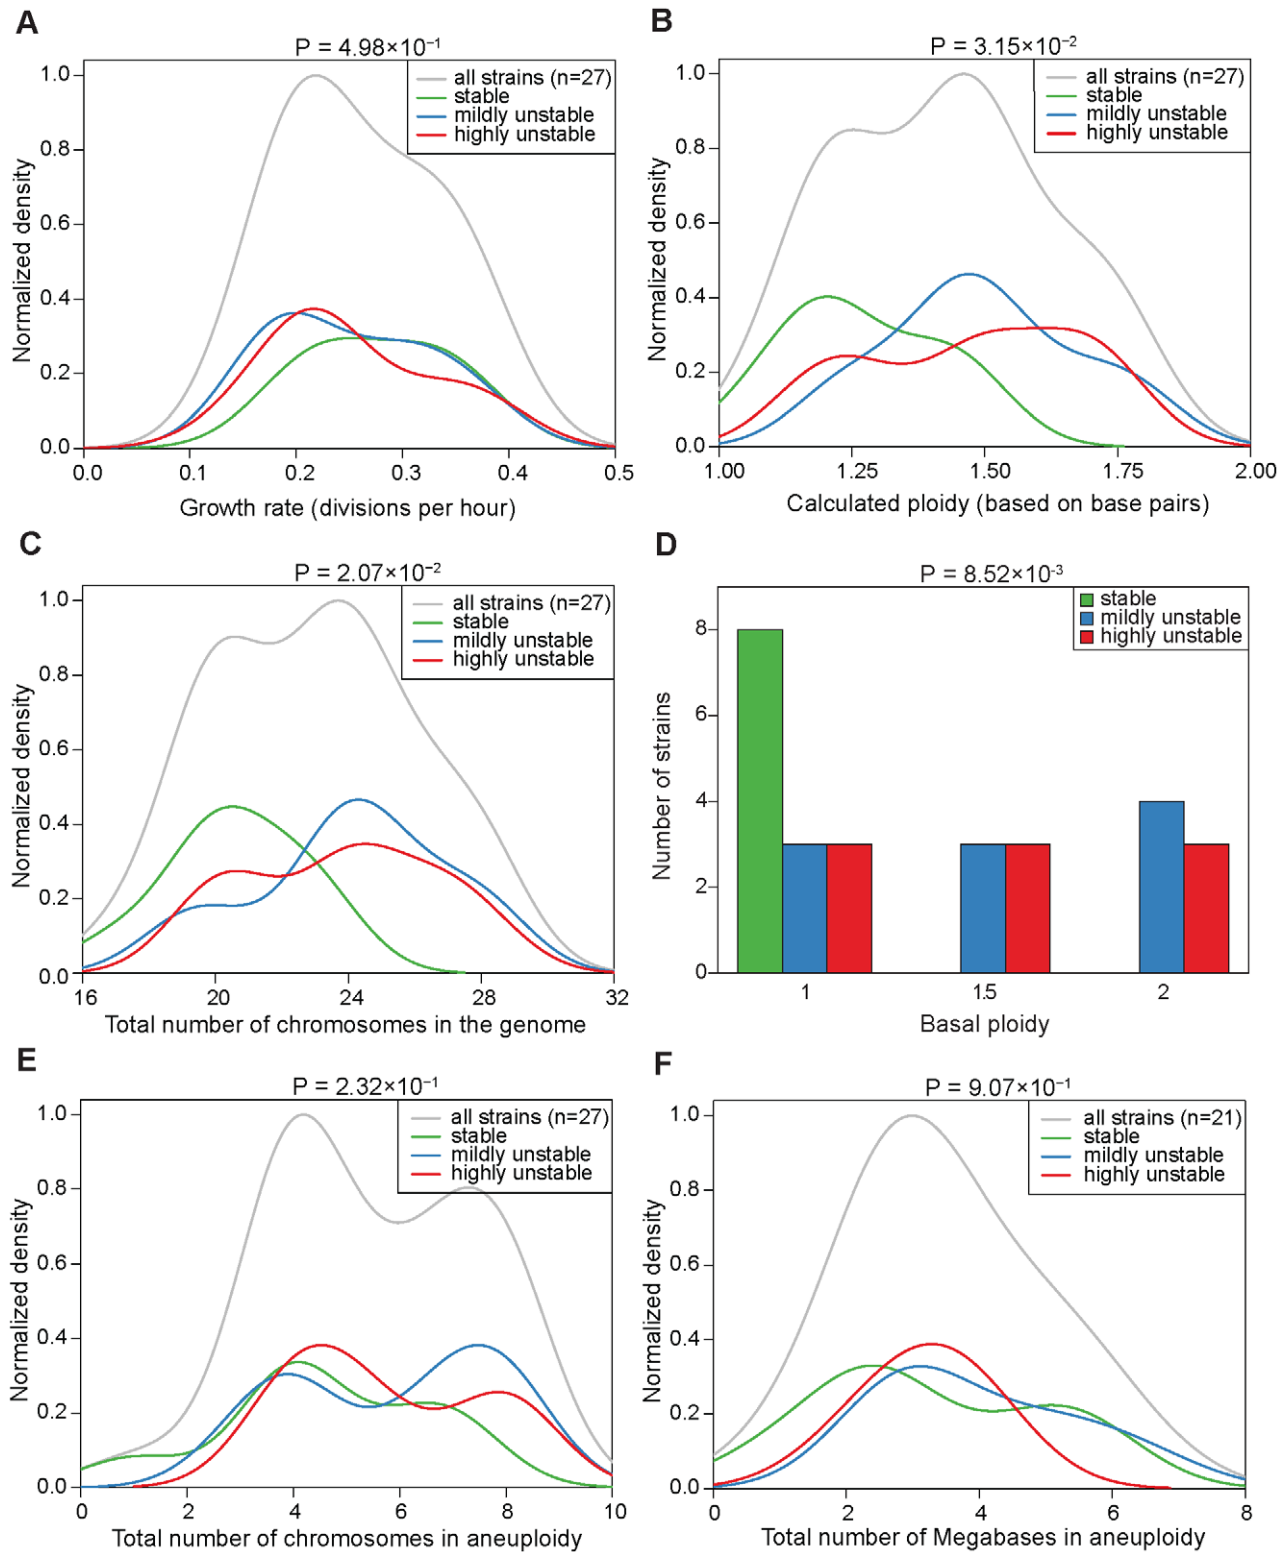 A
P = 4.98×10⁻¹
Normalized density
1.0
0.8
0.6
0.4
0.2
0.0
all strains (n=27)
stable
mildly unstable
highly unstable
0.0 0.1 0.2 0.3 0.4 0.5
Growth rate (divisions per hour)
B
P = 3.15×10⁻²
Normalized density
1.0
0.8
0.6
0.4
0.2
0.0
all strains (n=27)
stable
mildly unstable
highly unstable
1.00 1.25 1.50 1.75 2.00
Calculated ploidy (based on base pairs)
C
P = 2.07×10⁻²
Normalized density
1.0
0.8
0.6
0.4
0.2
0.0
all strains (n=27)
stable
mildly unstable
highly unstable
16 20 24 28 32
Total number of chromosomes in the genome
D
P = 8.52×10⁻³
Number of strains
8
6
4
2
0
stable
mildly unstable
highly unstable
1 1.5 2
Basal ploidy
E
P = 2.32×10⁻¹
Normalized density
1.0
0.8
0.6
0.4
0.2
0.0
all strains (n=27)
stable
mildly unstable
highly unstable
0 2 4 6 8 10
Total number of chromosomes in aneuploidy
F
P = 9.07×10⁻¹
Normalized density
1.0
0.8
0.6
0.4
0.2
0.0
all strains (n=21)
stable
mildly unstable
highly unstable
0 2 4 6 8
Total number of Megabases in aneuploidy